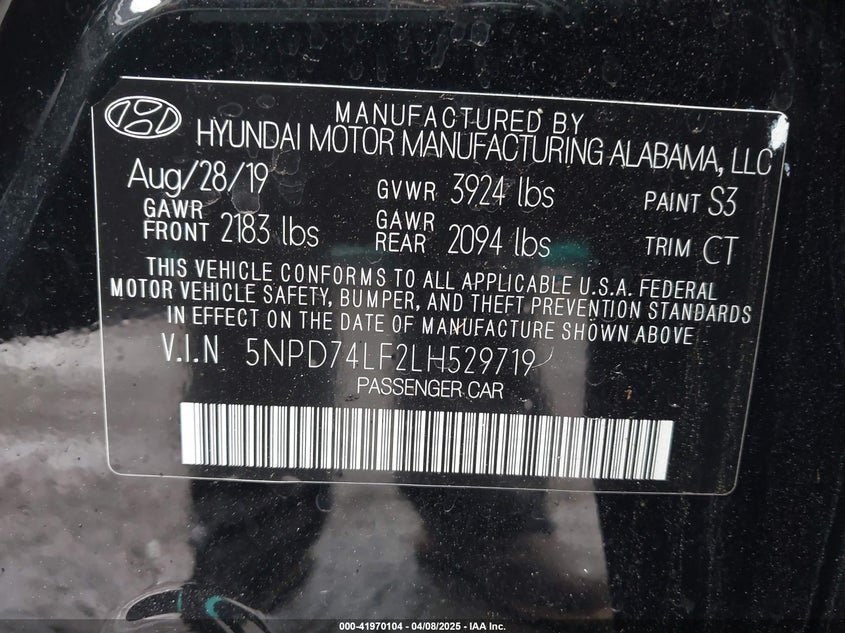 MANUFACTURED BY
HYUNDAI MOTOR MANUFACTURING ALABAMA, LLC
Aug/28/19 GVWR 3924 lbs PAINT S3
GAWR FRONT 2183 lbs GAWR REAR 2094 lbs TRIM CT
THIS VEHICLE CONFORMS TO ALL APPLICABLE U.S.A. FEDERAL
MOTOR VEHICLE SAFETY, BUMPER, AND THEFT PREVENTION STANDARDS
IN EFFECT ON THE DATE OF MANUFACTURE SHOWN ABOVE
V.I.N 5NPD74LF2LH529719
PASSENGER CAR
000-41970104 - 04/08/2025 - IAA Inc.